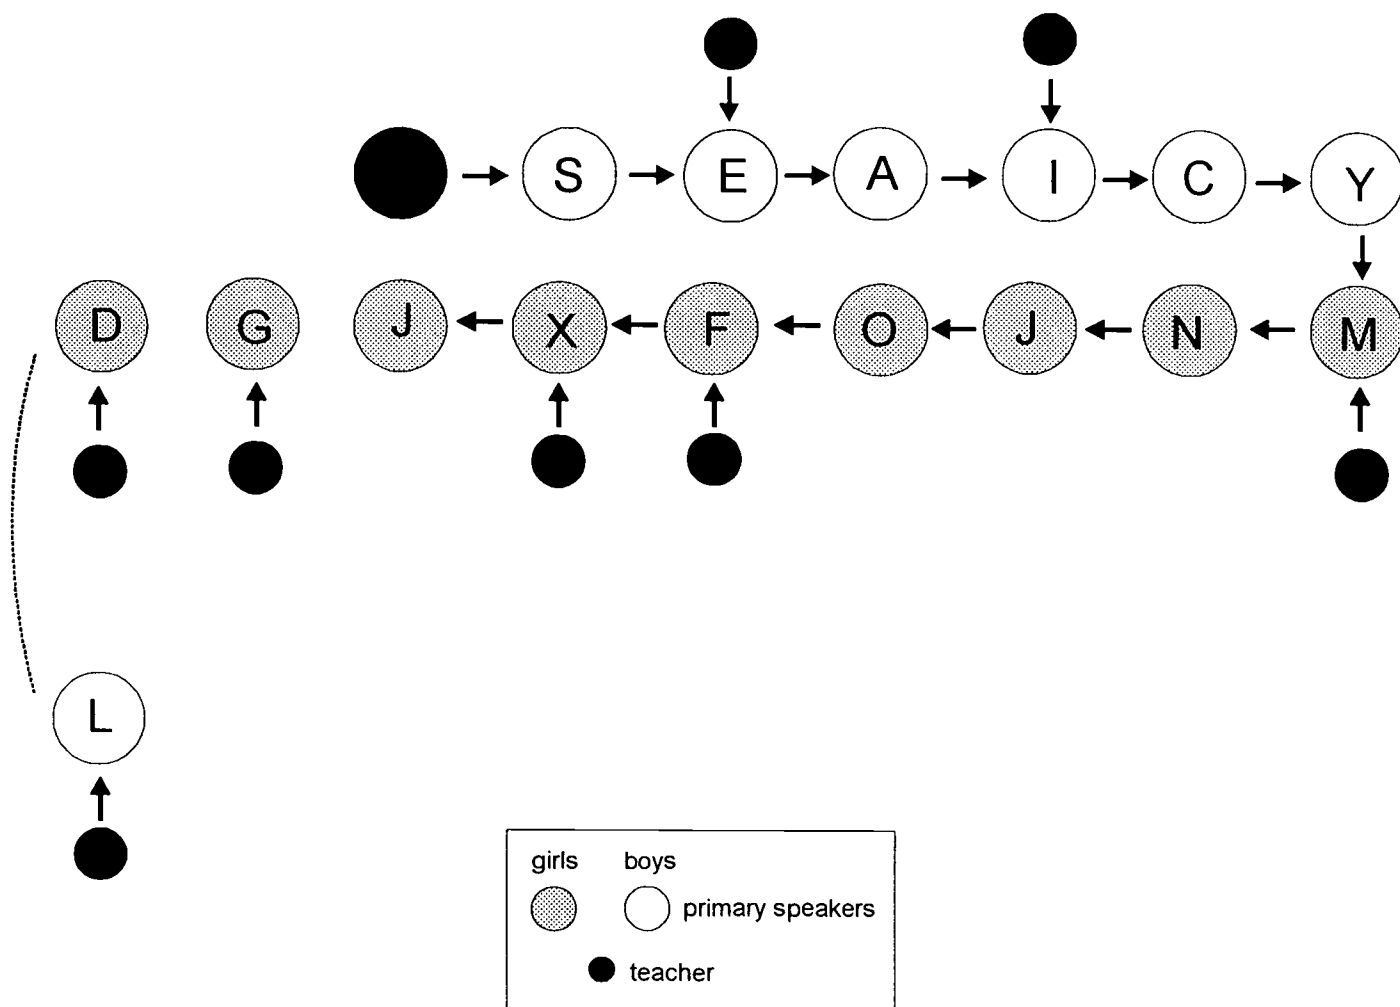 S E A I C Y
D G J X F O J N M
L
girls boys
primary speakers
teacher